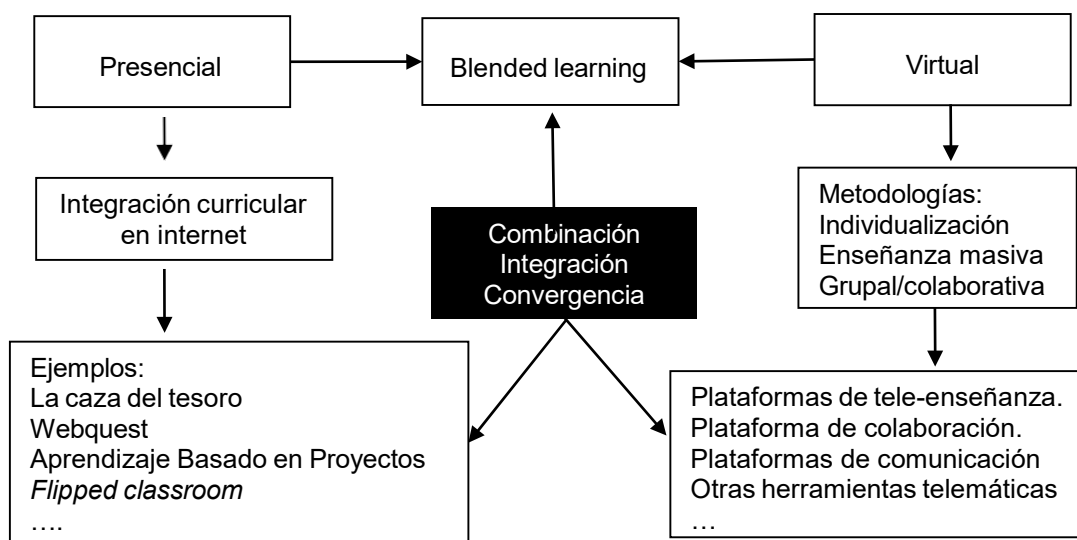 Presencial
Blended learning
Virtual
Integración curricular
en internet
Combinación
Integración
Convergencia
Metodologías:
Individualización
Enseñanza masiva
Grupal/colaborativa
Ejemplos:
La caza del tesoro
Webquest
Aprendizaje Basado en Proyectos
Flipped classroom
….
Plataformas de tele-enseñanza.
Plataforma de colaboración.
Plataformas de comunicación
Otras herramientas telemáticas
…